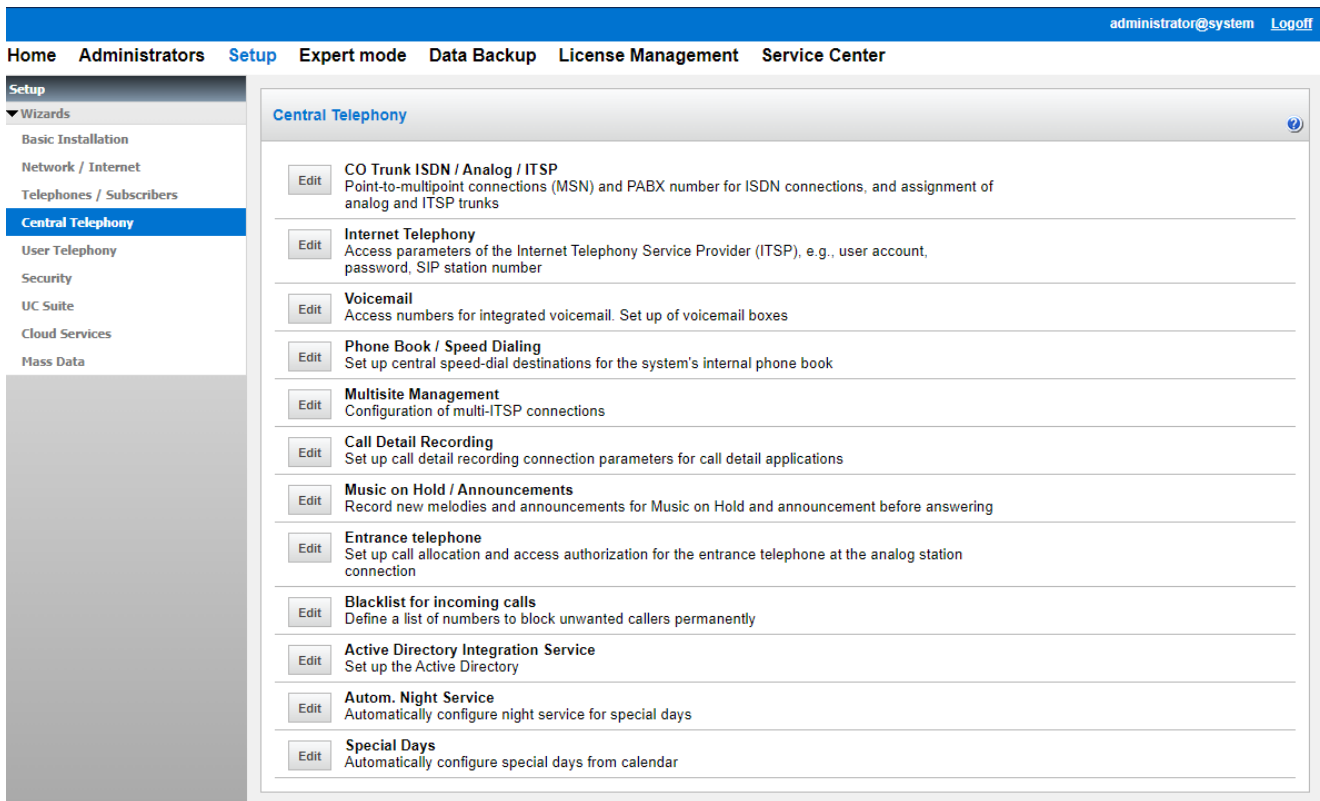 administrator@system Logoff
Home Administrators Setup Expert mode Data Backup License Management Service Center
Setup
Wizards
Basic Installation
Network / Internet
Telephones / Subscribers
Central Telephony
User Telephony
Security
UC Suite
Cloud Services
Mass Data
Central Telephony
?
Edit
CO Trunk ISDN / Analog / ITSP
Point-to-multipoint connections (MSN) and PABX number for ISDN connections, and assignment of
analog and ITSP trunks
Edit
Internet Telephony
Access parameters of the Internet Telephony Service Provider (ITSP), e.g., user account,
password, SIP station number
Edit
Voicemail
Access numbers for integrated voicemail. Set up of voicemail boxes
Edit
Phone Book / Speed Dialing
Set up central speed-dial destinations for the system's internal phone book
Edit
Multisite Management
Configuration of multi-ITSP connections
Edit
Call Detail Recording
Set up call detail recording connection parameters for call detail applications
Edit
Music on Hold / Announcements
Record new melodies and announcements for Music on Hold and announcement before answering
Edit
Entrance telephone
Set up call allocation and access authorization for the entrance telephone at the analog station
connection
Edit
Blacklist for incoming calls
Define a list of numbers to block unwanted callers permanently
Edit
Active Directory Integration Service
Set up the Active Directory
Edit
Autom. Night Service
Automatically configure night service for special days
Edit
Special Days
Automatically configure special days from calendar